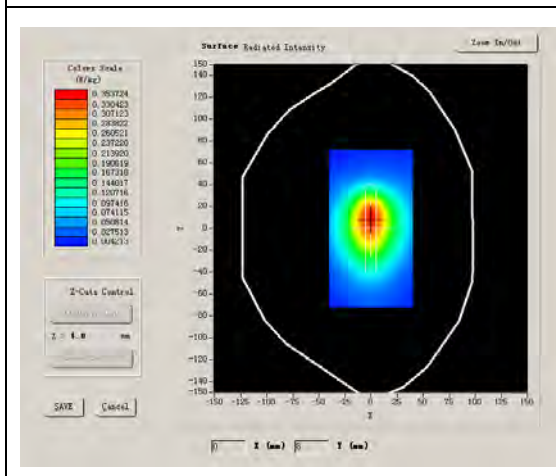 Surface Radiated Intensity
Zoom In/Out
Colors Scale
(W/kg)
0.353724
0.330423
0.307123
0.283822
0.260521
0.237220
0.213920
0.190619
0.167318
0.144017
0.120716
0.097416
0.074115
0.050814
0.027513
0.004213
150
140
120
100
80
60
40
20
0
-20
-40
-60
-80
-100
-120
-140
-150
Y
-150 -125 -100 -75 -50 -25 0 25 50 75 100 125 150
X
Z-Cuts Control
Z = 4.0 mm
SAVE
Cancel
0 X (mm) 8 Y (mm)